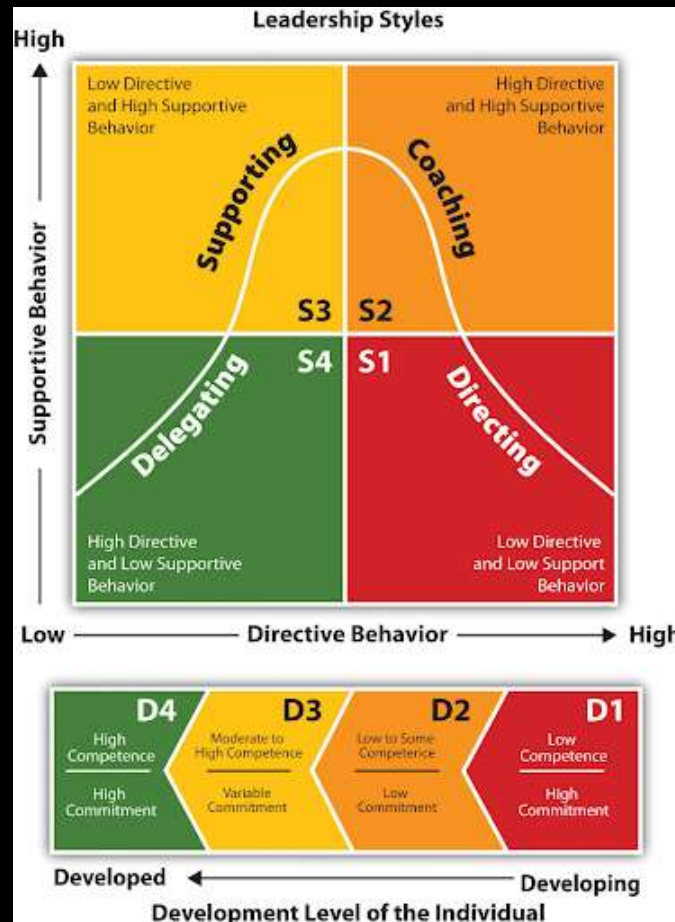 Leadership Styles
High
Supportive Behavior
Low Directive
and High Supportive
Behavior
High Directive
and High Supportive
Behavior
Supporting
Coaching
S3
S2
S4
S1
Delegating
Directing
High Directive
and Low Supportive
Behavior
Low Directive
and Low Support
Behavior
Low
Directive Behavior
High
D4
High
Competence
High
Commitment
D3
Moderate to
High Competence
Variable
Commitment
D2
Low to Some
Competence
Low
Commitment
D1
Low
Competence
High
Commitment
Developed
Developing
Development Level of the Individual